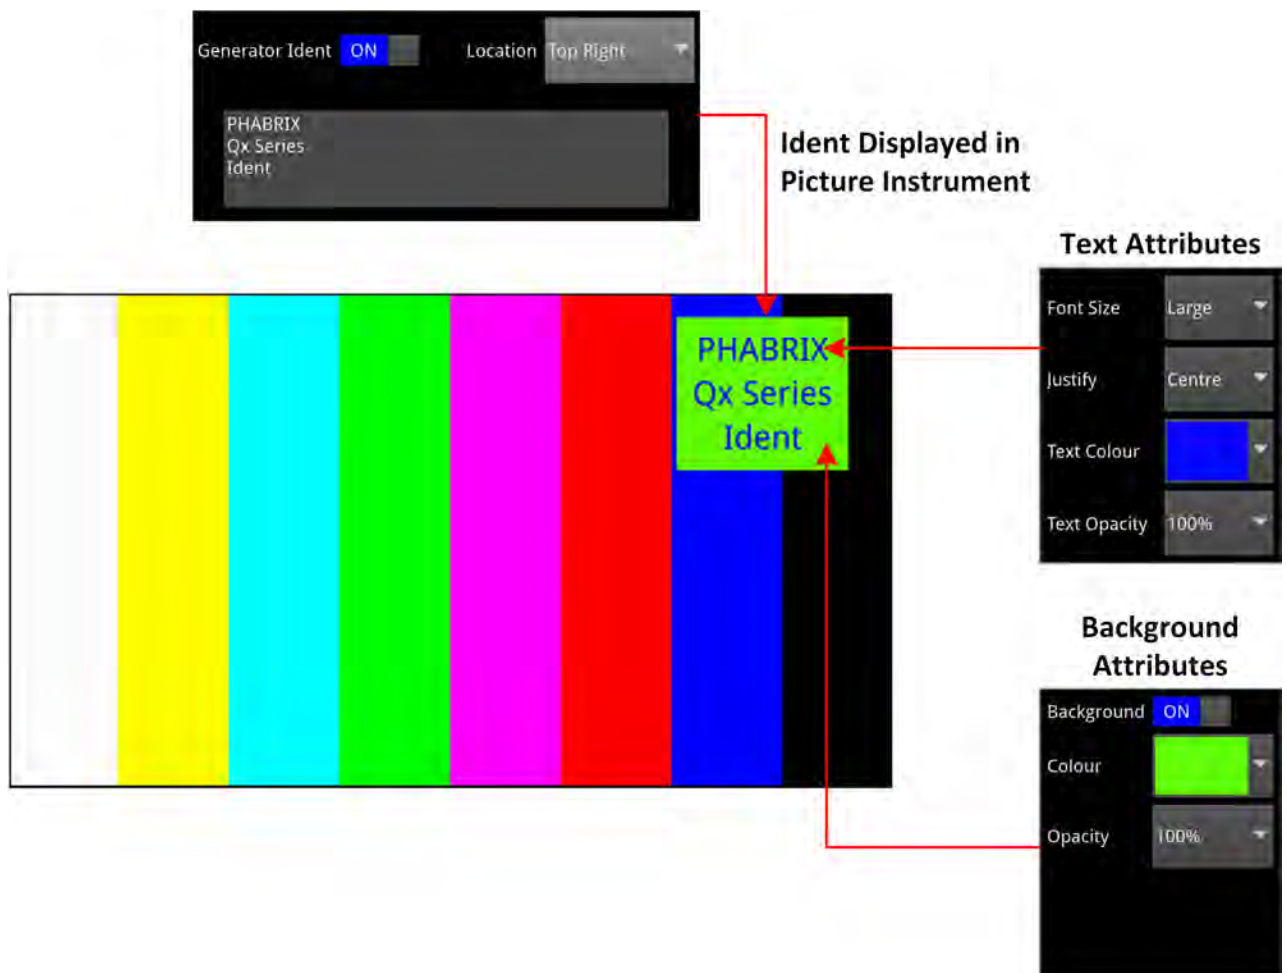 Generator Ident ON Location Top Right
PHABRIX
Qx Series
Ident
Ident Displayed in
Picture Instrument
Text Attributes
Font Size Large
Justify Centre
Text Colour
Text Opacity 100%
PHABRIX
Qx Series
Ident
Background
Attributes
Background ON
Colour
Opacity 100%